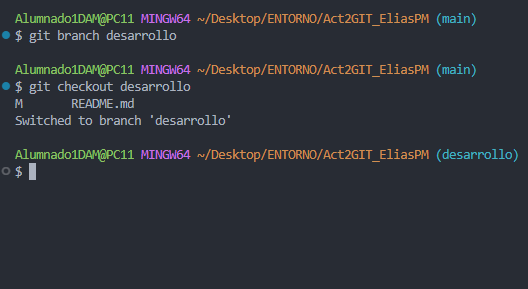 Alumnado1DAM@PC11 MINGW64 ~/Desktop/ENTORNO/Act2GIT_EliasPM (main)
$ git branch desarrollo
Alumnado1DAM@PC11 MINGW64 ~/Desktop/ENTORNO/Act2GIT_EliasPM (main)
$ git checkout desarrollo
M       README.md
Switched to branch 'desarrollo'
Alumnado1DAM@PC11 MINGW64 ~/Desktop/ENTORNO/Act2GIT_EliasPM (desarrollo)
$